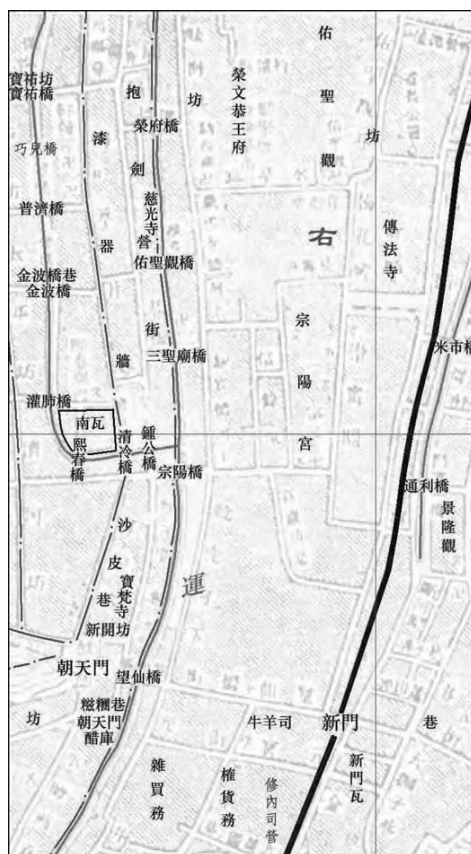 寶祐坊
寶祐橋
巧兒橋
普濟橋
金波橋巷
金波橋
灌肺橋
南瓦
熙春橋
清冷橋
鍾公橋
宗陽橋
漆器牆
抱劍營街
坊
榮府橋
慈光寺
佑聖觀橋
三聖廟橋
榮文恭王府
佑聖觀
坊
右
傳法寺
宗陽宮
米市橋
通利橋
景隆觀
沙皮巷
寶梵寺
新開坊
運
朝天門
望仙橋
糍糰巷
朝天門
醋庫
坊
牛羊司
新門
巷
新門瓦
雜買務
榷貨務
修內司營